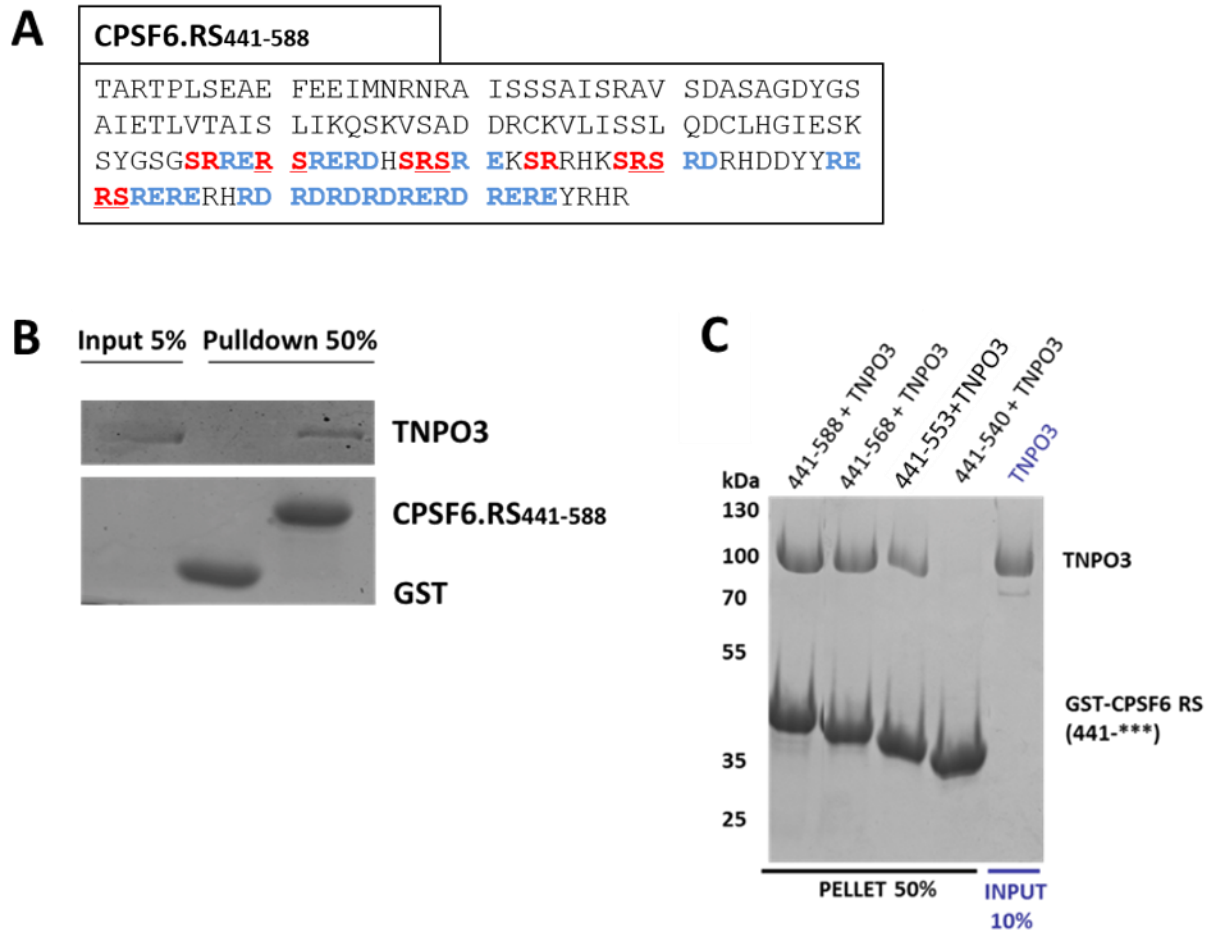 A
CPSF6.RS441-588
TARTPLSEAE FEEIMNRNRA ISSSAISRAV SDASAGDYGS
AIETLVTAIS LIKQSKVSAD DRCKVLISSL QDCLHGIESK
SYGSGSRRER SRERDHSRSR EKSRRHKSRS RDRHDDYYRE
RSRERERHRD RDRDRDRERD REREYRHR
B
Input 5% Pulldown 50%
TNPO3
CPSF6.RS441-588
GST
C
441-588 + TNPO3
441-568 + TNPO3
441-553+TNPO3
441-540 + TNPO3
TNPO3
kDa
130
100
70
55
35
25
TNPO3
GST-CPSF6 RS
(441-***)
PELLET 50%
INPUT
10%